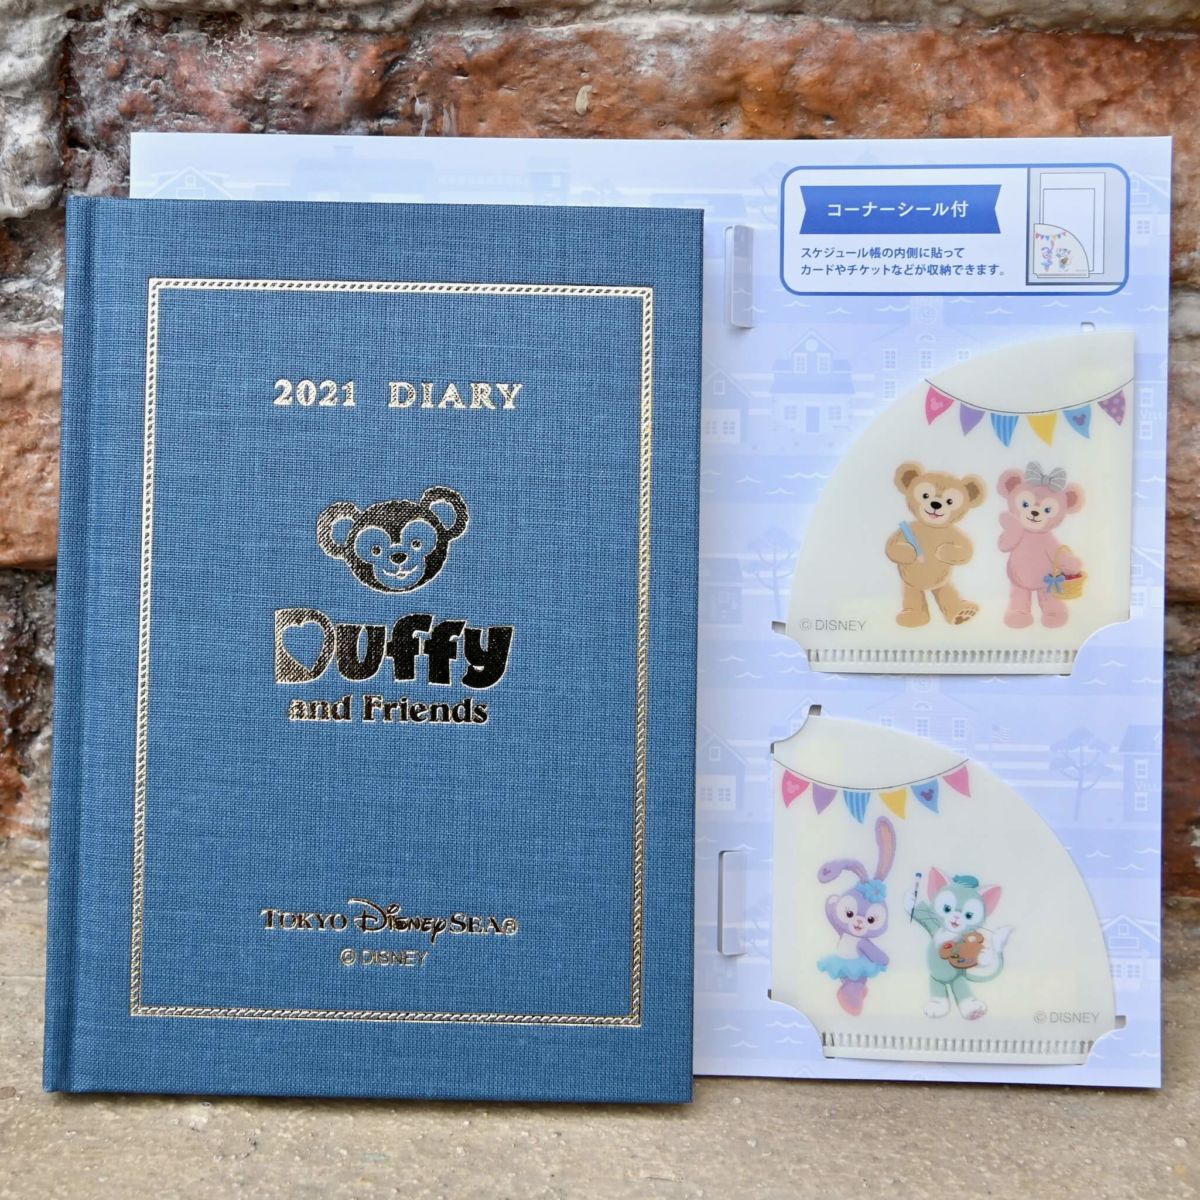 2021 DIARY
Duffy
and Friends
TOKYO DISNEY SEA®
© DISNEY
コーナーシール付
スケジュール帳の内側に貼って
カードやチケットなどが収納できます。
© DISNEY
© DISNEY